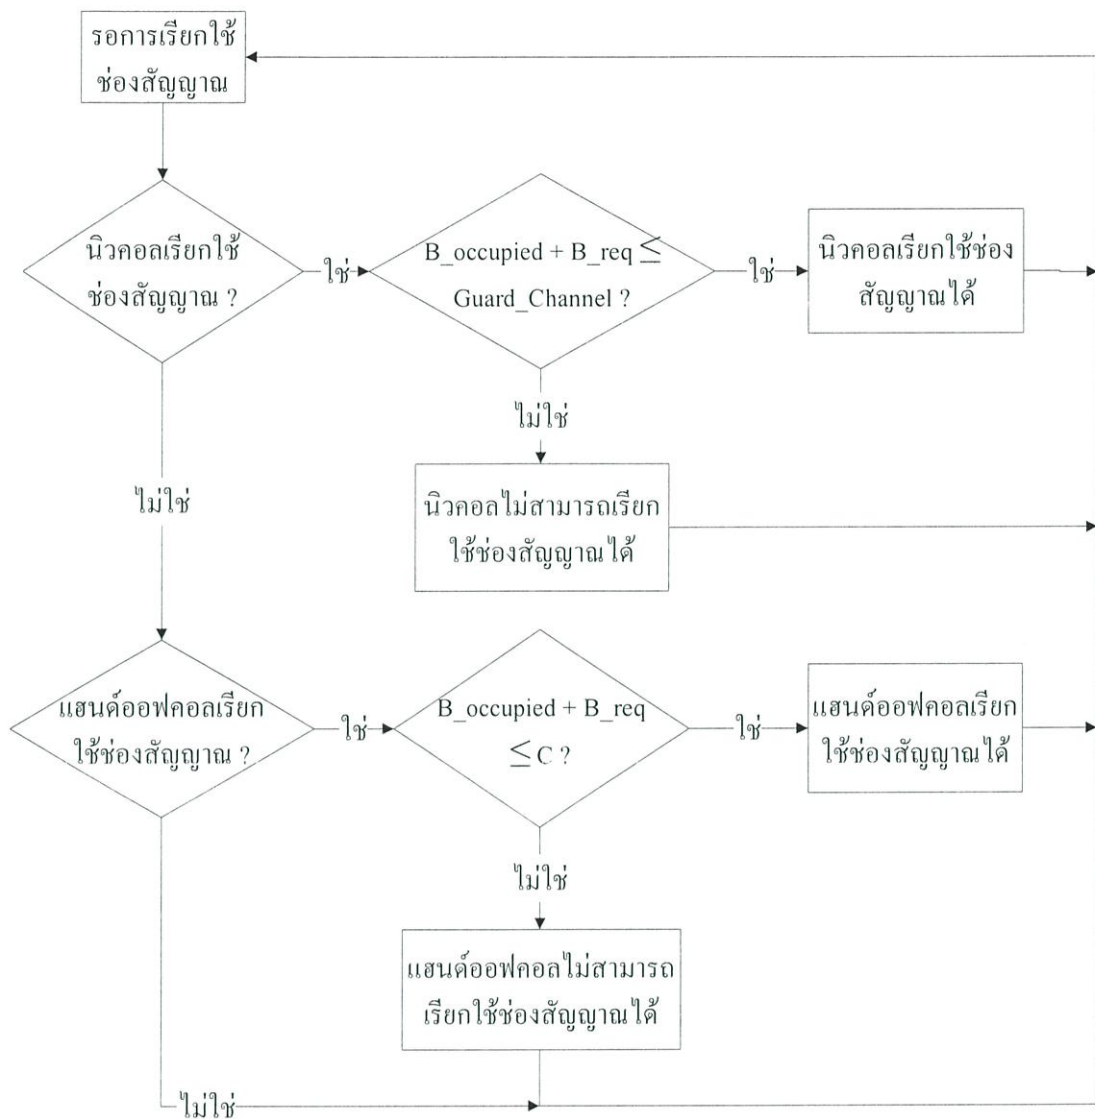 รอการเรียกใช้
ช่องสัญญาณ
นิวคอลเรียกใช้
ช่องสัญญาณ ?
ใช่
B_occupied + B_req ≤
Guard_Channel ?
ใช่
นิวคอลเรียกใช้ช่อง
สัญญาณได้
ไม่ใช่
นิวคอลไม่สามารถเรียก
ใช้ช่องสัญญาณได้
ไม่ใช่
แฮนด์ออฟคอลเรียก
ใช้ช่องสัญญาณ ?
ใช่
B_occupied + B_req
≤ C ?
ใช่
แฮนด์ออฟคอลเรียก
ใช้ช่องสัญญาณได้
ไม่ใช่
แฮนด์ออฟคอลไม่สามารถ
เรียกใช้ช่องสัญญาณได้
ไม่ใช่